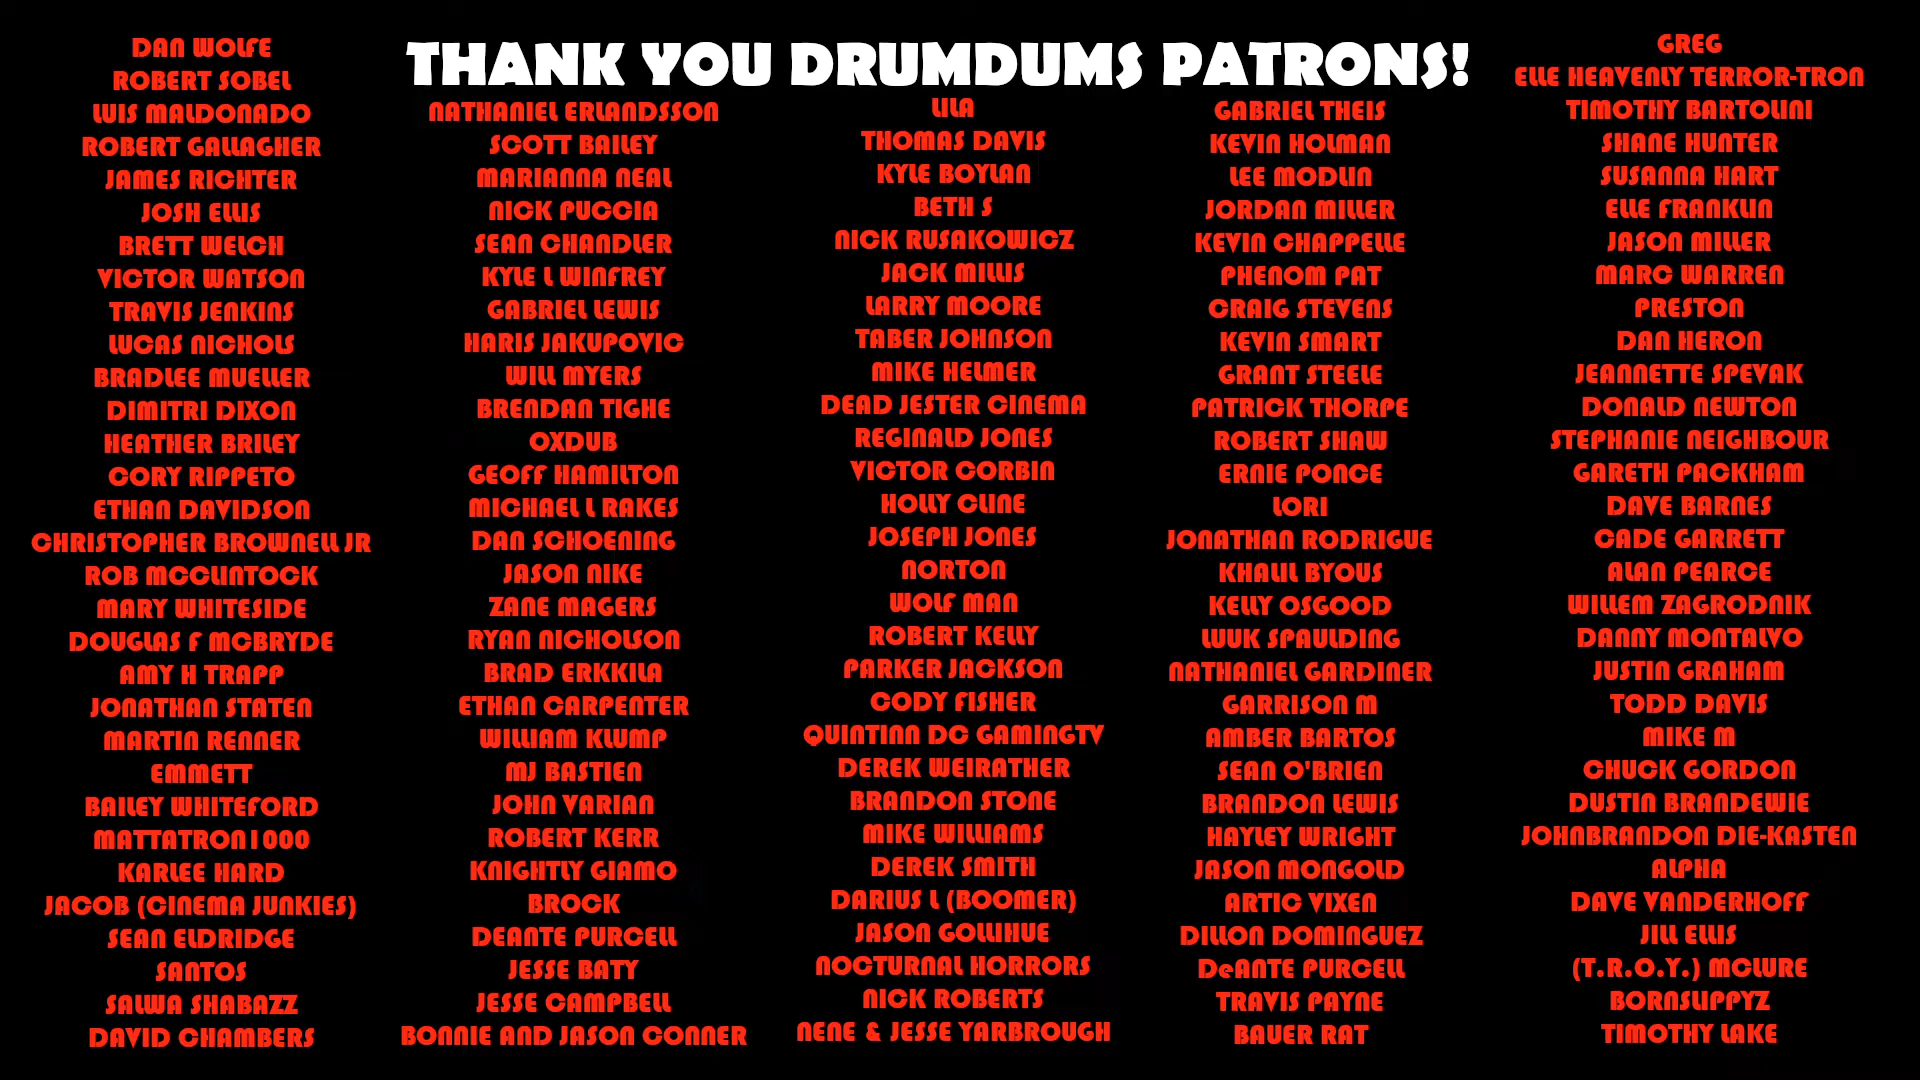 THANK YOU DRUMDUMS PATRONS!
DAN WOLFE
ROBERT SOBEL
LUIS MALDONADO
ROBERT GALLAGHER
JAMES RICHTER
JOSH ELLIS
BRETT WELCH
VICTOR WATSON
TRAVIS JENKINS
LUCAS NICHOLS
BRADLEE MUELLER
DIMITRI DIXON
HEATHER BRILEY
CORY RIPPETO
ETHAN DAVIDSON
CHRISTOPHER BROWNELL JR
ROB MCCLINTOCK
MARY WHITESIDE
DOUGLAS F MCBRYDE
AMY H TRAPP
JONATHAN STATEN
MARTIN RENNER
EMMETT
BAILEY WHITEFORD
MATTATRON1000
KARLEE HARD
JACOB (CINEMA JUNKIES)
SEAN ELDRIDGE
SANTOS
SALWA SHABAZZ
DAVID CHAMBERS
NATHANIEL ERLANDSSON
SCOTT BAILEY
MARIANNA NEAL
NICK PUCCIA
SEAN CHANDLER
KYLE L WINFREY
GABRIEL LEWIS
HARIS JAKUPOVIC
WILL MYERS
BRENDAN TIGHE
OXDUB
GEOFF HAMILTON
MICHAEL L RAKES
DAN SCHOENING
JASON NIKE
ZANE MAGERS
RYAN NICHOLSON
BRAD ERKKILA
ETHAN CARPENTER
WILLIAM KLUMP
MJ BASTIEN
JOHN VARIAN
ROBERT KERR
KNIGHTLY GIAMO
BROCK
DEANTE PURCELL
JESSE BATY
JESSE CAMPBELL
BONNIE AND JASON CONNER
LILA
THOMAS DAVIS
KYLE BOYLAN
BETH S
NICK RUSAKOWICZ
JACK MILLIS
LARRY MOORE
TABER JOHNSON
MIKE HELMER
DEAD JESTER CINEMA
REGINALD JONES
VICTOR CORBIN
HOLLY CLINE
JOSEPH JONES
NORTON
WOLF MAN
ROBERT KELLY
PARKER JACKSON
CODY FISHER
QUINTINN DC GAMINGTV
DEREK WEIRATHER
BRANDON STONE
MIKE WILLIAMS
DEREK SMITH
DARIUS L (BOOMER)
JASON GOLLIHUE
NOCTURNAL HORRORS
NICK ROBERTS
NENE & JESSE YARBROUGH
GABRIEL THEIS
KEVIN HOLMAN
LEE MODLIN
JORDAN MILLER
KEVIN CHAPPELLE
PHENOM PAT
CRAIG STEVENS
KEVIN SMART
GRANT STEELE
PATRICK THORPE
ROBERT SHAW
ERNIE PONCE
LORI
JONATHAN RODRIGUE
KHALIL BYOUS
KELLY OSGOOD
LUUK SPAULDING
NATHANIEL GARDINER
GARRISON M
AMBER BARTOS
SEAN O'BRIEN
BRANDON LEWIS
HAYLEY WRIGHT
JASON MONGOLD
ARTIC VIXEN
DILLON DOMINGUEZ
DeANTE PURCELL
TRAVIS PAYNE
BAUER RAT
GREG
ELLE HEAVENLY TERROR-TRON
TIMOTHY BARTOLINI
SHANE HUNTER
SUSANNA HART
ELLE FRANKLIN
JASON MILLER
MARC WARREN
PRESTON
DAN HERON
JEANNETTE SPEVAK
DONALD NEWTON
STEPHANIE NEIGHBOUR
GARETH PACKHAM
DAVE BARNES
CADE GARRETT
ALAN PEARCE
WILLEM ZAGRODNIK
DANNY MONTALVO
JUSTIN GRAHAM
TODD DAVIS
MIKE M
CHUCK GORDON
DUSTIN BRANDEWIE
JOHNBRANDON DIE-KASTEN
ALPHA
DAVE VANDERHOFF
JILL ELLIS
(T.R.O.Y.) MCLURE
BORNSLIPPYZ
TIMOTHY LAKE